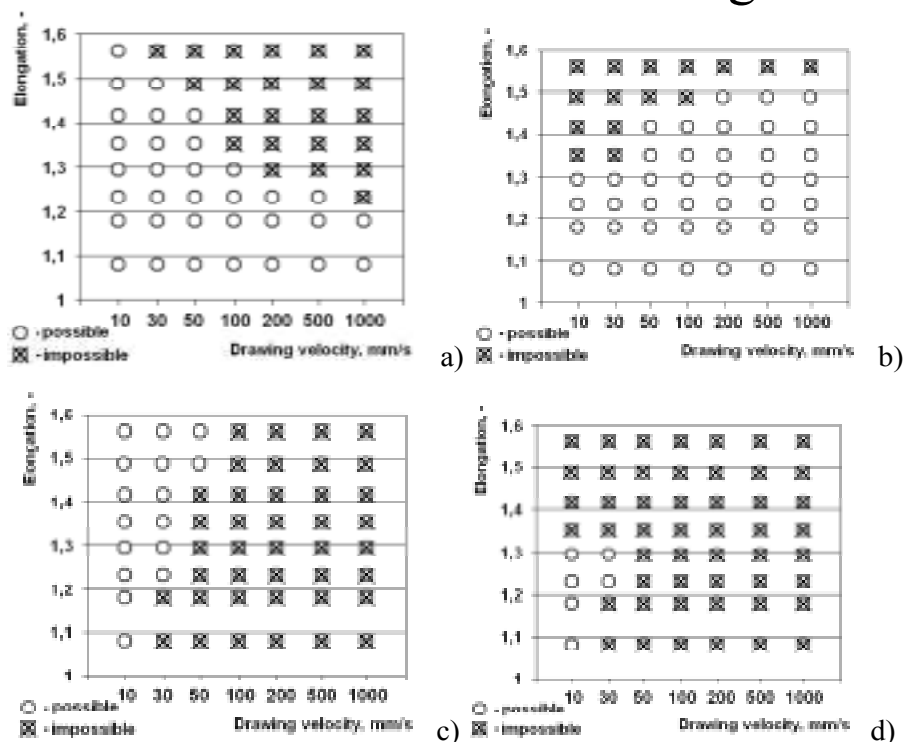 g
Elongation, -
1,6
1,5
1,4
1,3
1,2
1,1
1
10 30 50 100 200 500 1000
- possible
- impossible
Drawing velocity, mm/s
a)
Elongation, -
1,6
1,5
1,4
1,3
1,2
1,1
1
10 30 50 100 200 500 1000
- possible
- impossible
Drawing velocity, mm/s
b)
Elongation, -
1,6
1,5
1,4
1,3
1,2
1,1
1
10 30 50 100 200 500 1000
- possible
- impossible
Drawing velocity, mm/s
c)
Elongation, -
1,6
1,5
1,4
1,3
1,2
1,1
1
10 30 50 100 200 500 1000
- possible
- impossible
Drawing velocity, mm/s
d)